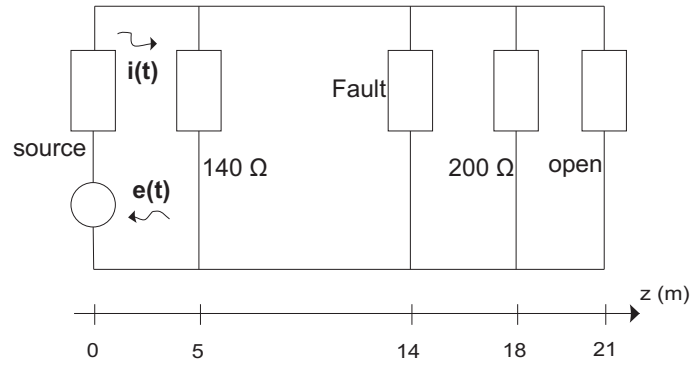 i(t)
Fault
source
140 Ω
200 Ω
open
e(t)
z (m)
0 5 14 18 21